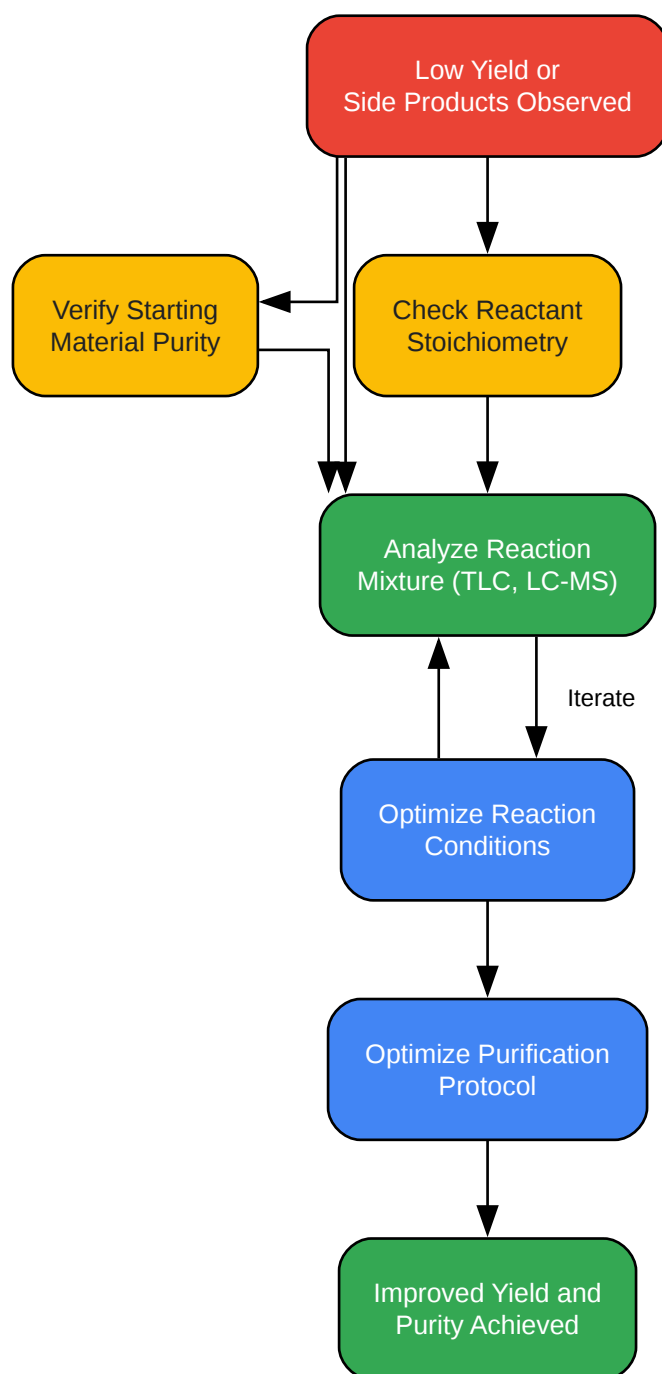 Low Yield or
Side Products Observed
Verify Starting
Material Purity
Check Reactant
Stoichiometry
Analyze Reaction
Mixture (TLC, LC-MS)
Iterate
Optimize Reaction
Conditions
Optimize Purification
Protocol
Improved Yield and
Purity Achieved